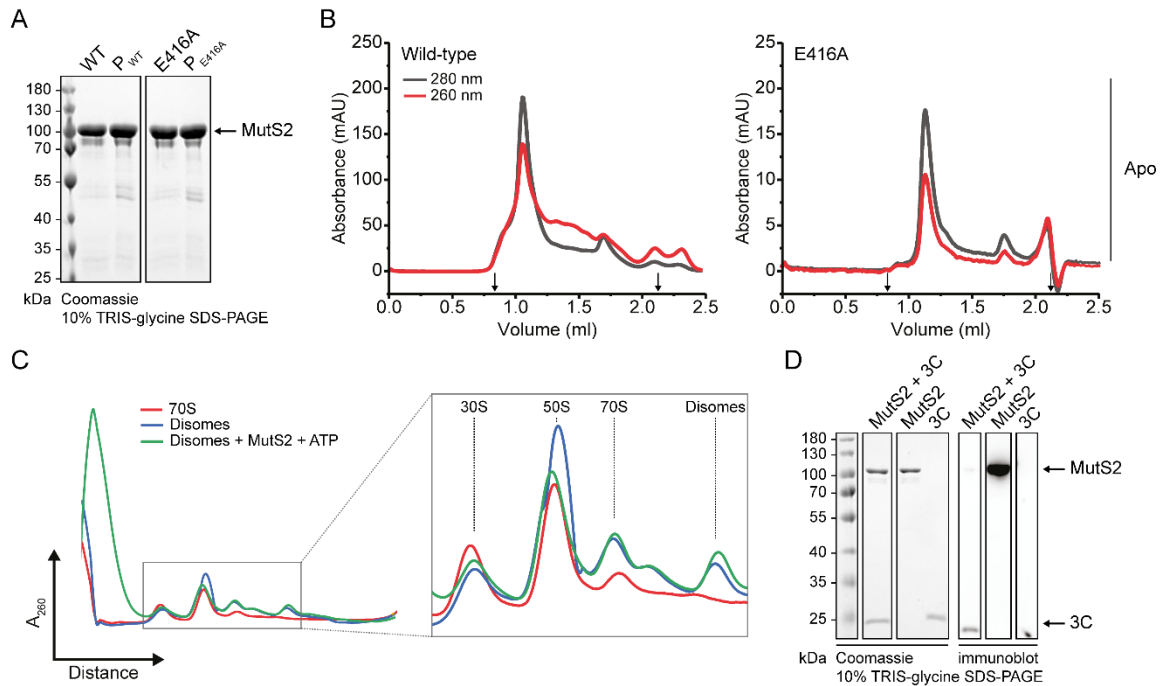 A
WT
P WT
E416A
P E416A
180
130
100
70
55
40
35
25
kDa
MutS2
Coomassie
10% TRIS-glycine SDS-PAGE
B
Wild-type
280 nm
260 nm
Absorbance (mAU)
250
200
150
100
50
0
0.0 0.5 1.0 1.5 2.0 2.5
Volume (ml)
E416A
Absorbance (mAU)
25
20
15
10
5
0
0.0 0.5 1.0 1.5 2.0 2.5
Volume (ml)
Apo
C
70S
Disomes
Disomes + MutS2 + ATP
A260
Distance
30S 50S 70S Disomes
D
MutS2 + 3C
MutS2
3C
MutS2 + 3C
MutS2
3C
180
130
100
70
55
40
35
25
kDa
MutS2
3C
Coomassie immunoblot
10% TRIS-glycine SDS-PAGE